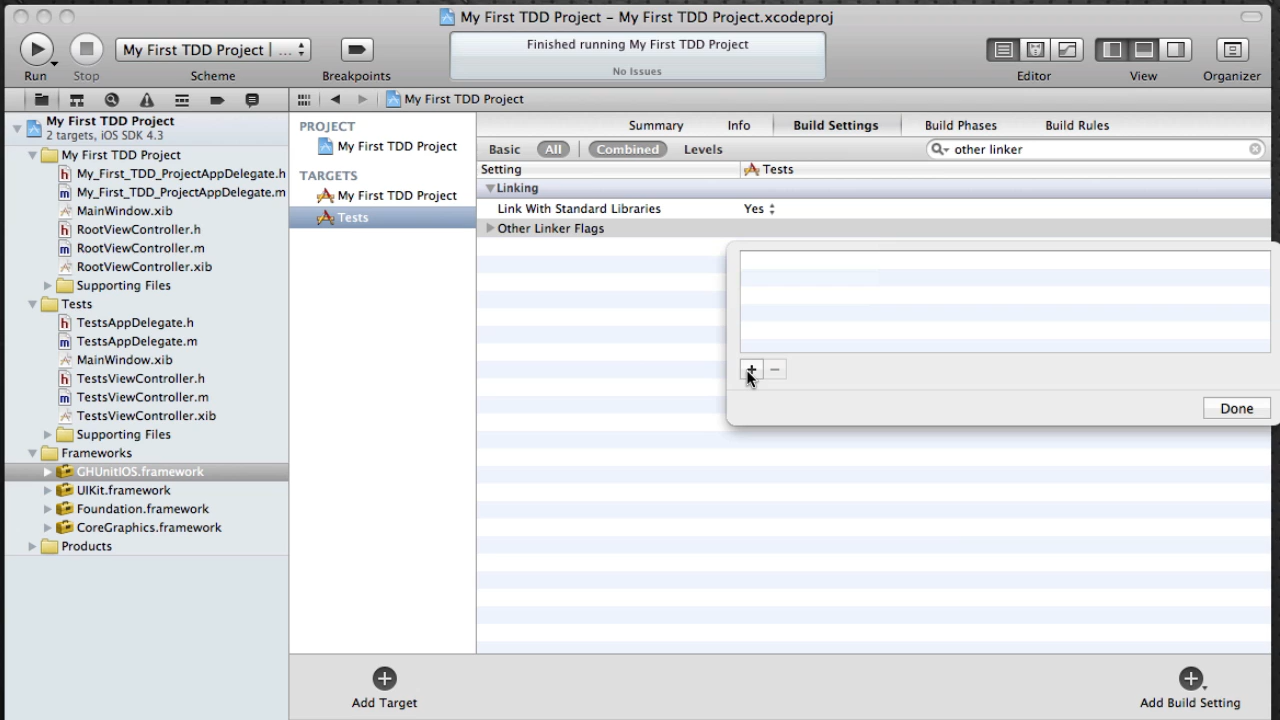 My First TDD Project - My First TDD Project.xcodeproj
My First TDD Project | ...
Finished running My First TDD Project
No Issues
Run
Stop
Scheme
Breakpoints
Editor
View
Organizer
My First TDD Project
My First TDD Project
2 targets, iOS SDK 4.3
My First TDD Project
My_First_TDD_ProjectAppDelegate.h
My_First_TDD_ProjectAppDelegate.m
MainWindow.xib
RootViewController.h
RootViewController.m
RootViewController.xib
Supporting Files
Tests
TestsAppDelegate.h
TestsAppDelegate.m
MainWindow.xib
TestsViewController.h
TestsViewController.m
TestsViewController.xib
Supporting Files
Frameworks
GHUnitIOS.framework
UIKit.framework
Foundation.framework
CoreGraphics.framework
Products
PROJECT
My First TDD Project
TARGETS
My First TDD Project
Tests
Summary
Info
Build Settings
Build Phases
Build Rules
Basic
All
Combined
Levels
other linker
Setting
Tests
Linking
Link With Standard Libraries
Yes
Other Linker Flags
Done
Add Target
Add Build Setting